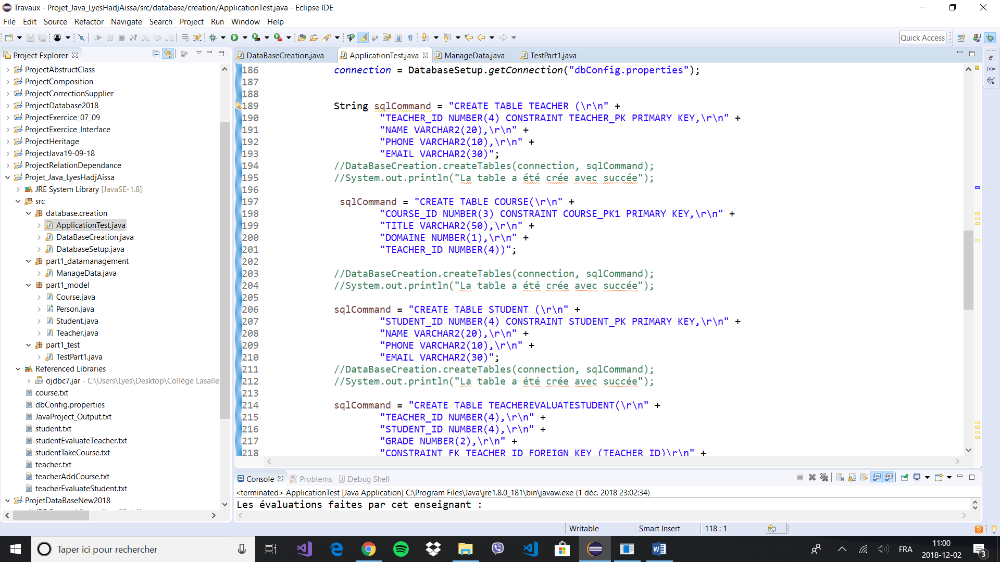 Travaux - Projet_Java_LyesHadjAissa/src/database/creation/ApplicationTest.java - Eclipse IDE
File Edit Source Refactor Navigate Search Project Run Window Help
Quick Access
Project Explorer
ProjectAbstructClass
ProjectComposition
ProjectCorrectionSupplier
ProjectDatabase2018
ProjectExercice_07_09
ProjectExercice_Interface
ProjectHeritage
ProjectJava19-09-18
ProjectRelationDependance
Projet_Java_LyesHadjAissa
JRE System Library [JavaSE-1.8]
src
database.creation
ApplicationTest.java
DataBaseCreation.java
DatabaseSetup.java
part1_datamanagement
ManageData.java
part1_model
Course.java
Person.java
Student.java
Teacher.java
part1_test
TestPart1.java
Referenced Libraries
ojdbc7.jar - C:\Users\Lyes\Desktop\Collège Lasalle
course.txt
dbConfig.properties
JavaProject_Output.txt
student.txt
studentEvaluateTeacher.txt
studentTakeCourse.txt
teacher.txt
teacherAddCourse.txt
teacherEvaluateStudent.txt
ProjetDataBaseNew2018
DataBaseCreation.java ApplicationTest.java ManageData.java TestPart1.java
186 connection = DatabaseSetup.getConnection("dbConfig.properties");
187
188
189 String sqlCommand = "CREATE TABLE TEACHER (\r\n" +
190 "TEACHER_ID NUMBER(4) CONSTRAINT TEACHER_PK PRIMARY KEY,\r\n" +
191 "NAME VARCHAR2(20),\r\n" +
192 "PHONE VARCHAR2(10),\r\n" +
193 "EMAIL VARCHAR2(30)";
194 //DataBaseCreation.createTables(connection, sqlCommand);
195 //System.out.println("La table a été crée avec succée");
196
197 sqlCommand = "CREATE TABLE COURSE(\r\n" +
198 "COURSE_ID NUMBER(3) CONSTRAINT COURSE_PK1 PRIMARY KEY,\r\n" +
199 "TITLE VARCHAR2(50),\r\n" +
200 "DOMAINE NUMBER(1),\r\n" +
201 "TEACHER_ID NUMBER(4))";
202
203 //DataBaseCreation.createTables(connection, sqlCommand);
204 //System.out.println("La table a été crée avec succée");
205
206 sqlCommand = "CREATE TABLE STUDENT (\r\n" +
207 "STUDENT_ID NUMBER(4) CONSTRAINT STUDENT_PK PRIMARY KEY,\r\n" +
208 "NAME VARCHAR2(20),\r\n" +
209 "PHONE VARCHAR2(10),\r\n" +
210 "EMAIL VARCHAR2(30)";
211 //DataBaseCreation.createTables(connection, sqlCommand);
212 //System.out.println("La table a été crée avec succée");
213
214 sqlCommand = "CREATE TABLE TEACHEREVALUATESTUDENT(\r\n" +
215 "TEACHER_ID NUMBER(4),\r\n" +
216 "STUDENT_ID NUMBER(4),\r\n" +
217 "GRADE NUMBER(2),\r\n" +
218 "CONSTRAINT FK_TEACHER_ID FOREIGN KEY (TEACHER_ID)\r\n" +
Console Problems Debug Shell
<terminated> ApplicationTest [Java Application] C:\Program Files\Java\jre1.8.0_181\bin\javaw.exe (1 déc. 2018 23:02:34)
Les évaluations faites par cet enseignant :
Writable Smart Insert 118 : 1
Taper ici pour rechercher
FRA
11:00
2018-12-02
3